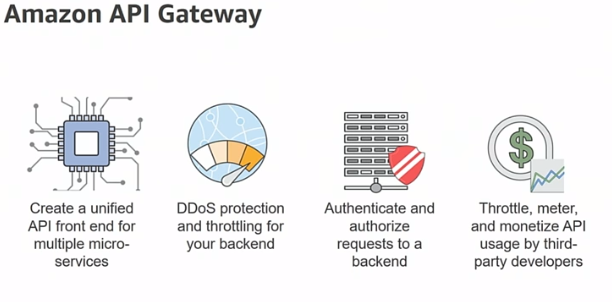 Amazon API Gateway
Create a unified
API front end for
multiple micro-
services
DDoS protection
and throttling for
your backend
Authenticate and
authorize
requests to a
backend
Throttle, meter,
and monetize API
usage by third-
party developers